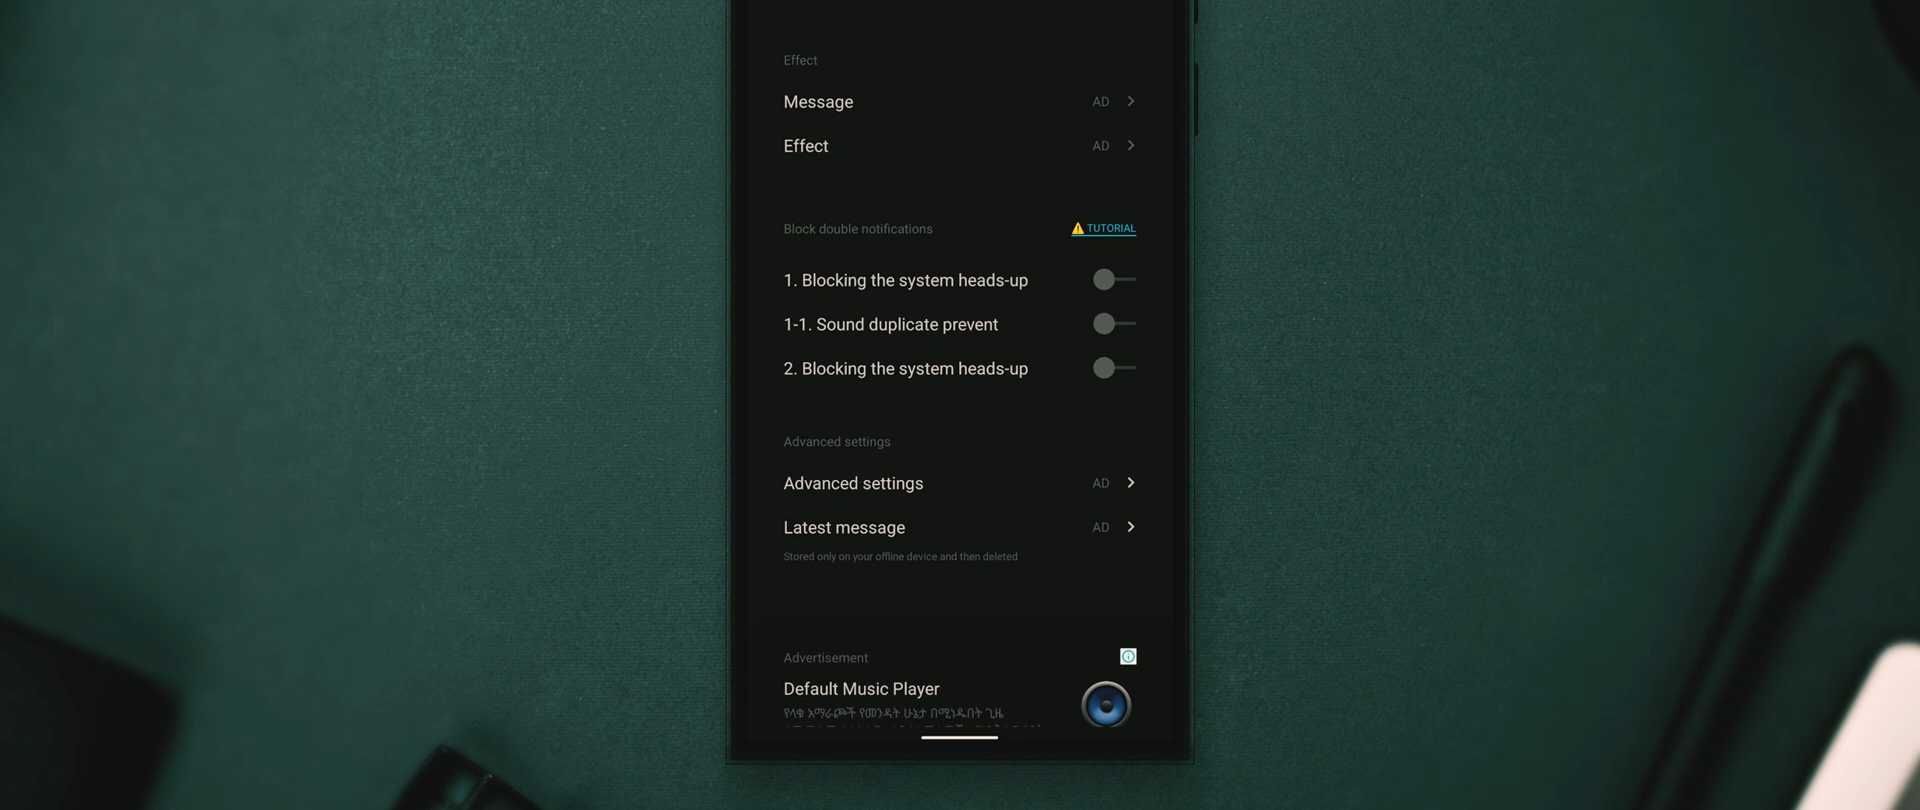 Effect
Message AD
Effect AD
Block double notifications TUTORIAL
1. Blocking the system heads-up
1-1. Sound duplicate prevent
2. Blocking the system heads-up
Advanced settings
Advanced settings AD
Latest message AD
Stored only on your offline device and then deleted
Advertisement
Default Music Player
የላቁ አማራጮች የመንዳት ሁኔታ በሚነዱበት ጊዜ